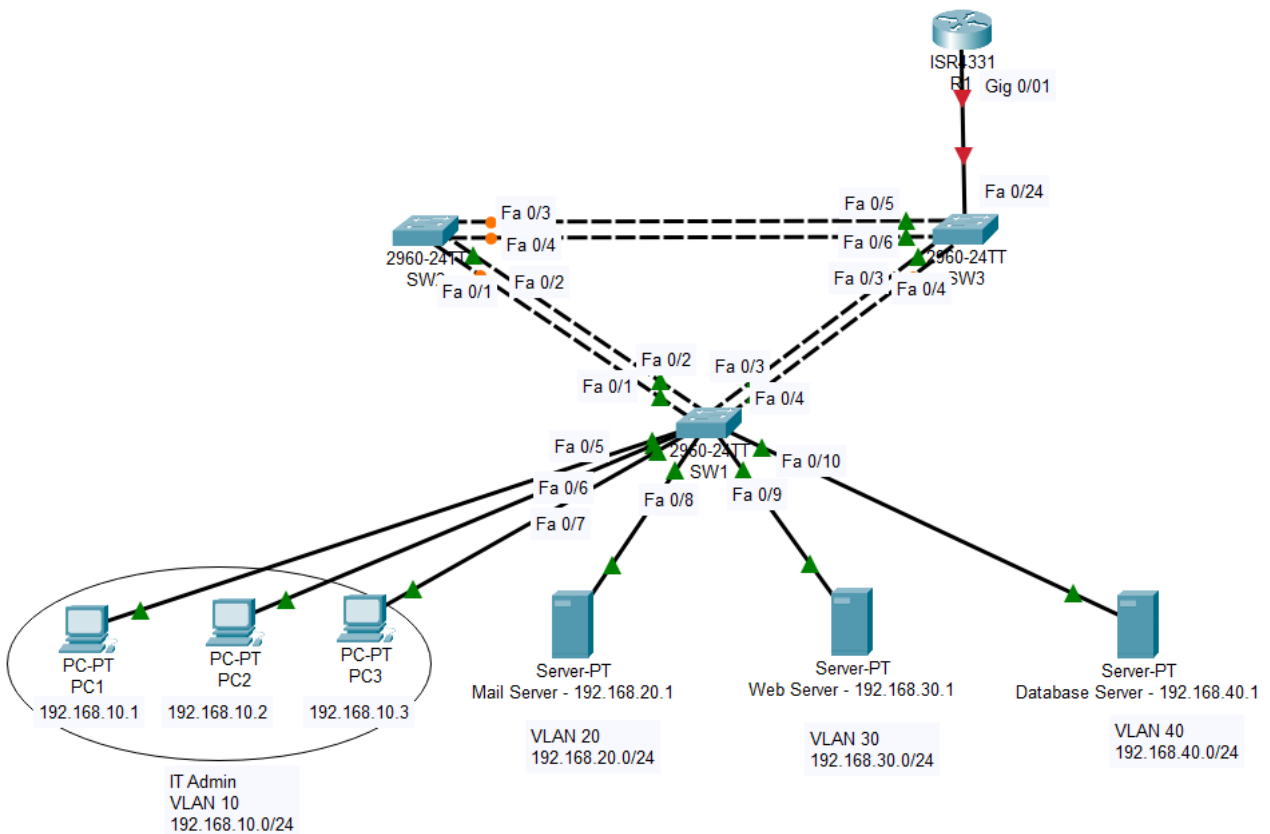 ISR4331
R1
Gig 0/01
Fa 0/24
Fa 0/3
Fa 0/5
Fa 0/4
Fa 0/6
2960-24TT
SW2
2960-24TT
SW3
Fa 0/1
Fa 0/2
Fa 0/3
Fa 0/4
Fa 0/2
Fa 0/3
Fa 0/1
Fa 0/4
2960-24TT
SW1
Fa 0/5
Fa 0/6
Fa 0/7
Fa 0/8
Fa 0/9
Fa 0/10
PC-PT
PC1
192.168.10.1
PC-PT
PC2
192.168.10.2
PC-PT
PC3
192.168.10.3
IT Admin
VLAN 10
192.168.10.0/24
Server-PT
Mail Server - 192.168.20.1
VLAN 20
192.168.20.0/24
Server-PT
Web Server - 192.168.30.1
VLAN 30
192.168.30.0/24
Server-PT
Database Server - 192.168.40.1
VLAN 40
192.168.40.0/24